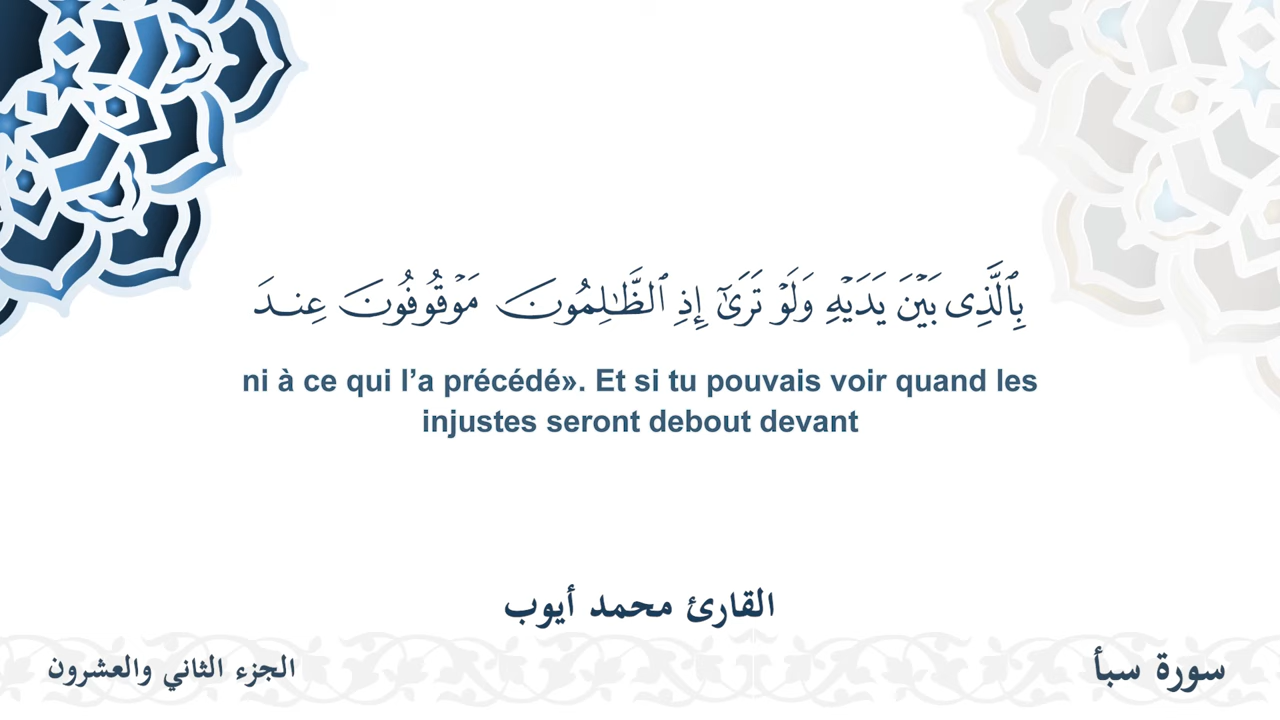 بِٱلَّذِى بَيْنَ يَدَيْهِ وَلَوْ تَرَىٰٓ إِذِ ٱلظَّـٰلِمُونَ مَوْقُوفُونَ عِندَ
ni à ce qui l’a précédé». Et si tu pouvais voir quand les
injustes seront debout devant
القارئ محمد أيوب
سورة سبأ
الجزء الثاني والعشرون